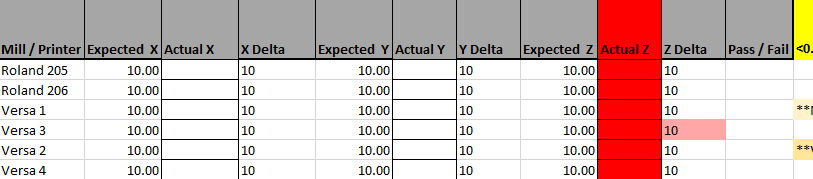 Mill / Printer Expected X Actual X X Delta Expected Y Actual Y Y Delta Expected Z Actual Z Z Delta Pass / Fail <0.
Roland 205 10.00 10 10.00 10 10.00 10
Roland 206 10.00 10 10.00 10 10.00 10
Versa 1 10.00 10 10.00 10 10.00 10 **
Versa 3 10.00 10 10.00 10 10.00 10
Versa 2 10.00 10 10.00 10 10.00 10 **
Versa 4 10.00 10 10.00 10 10.00 10